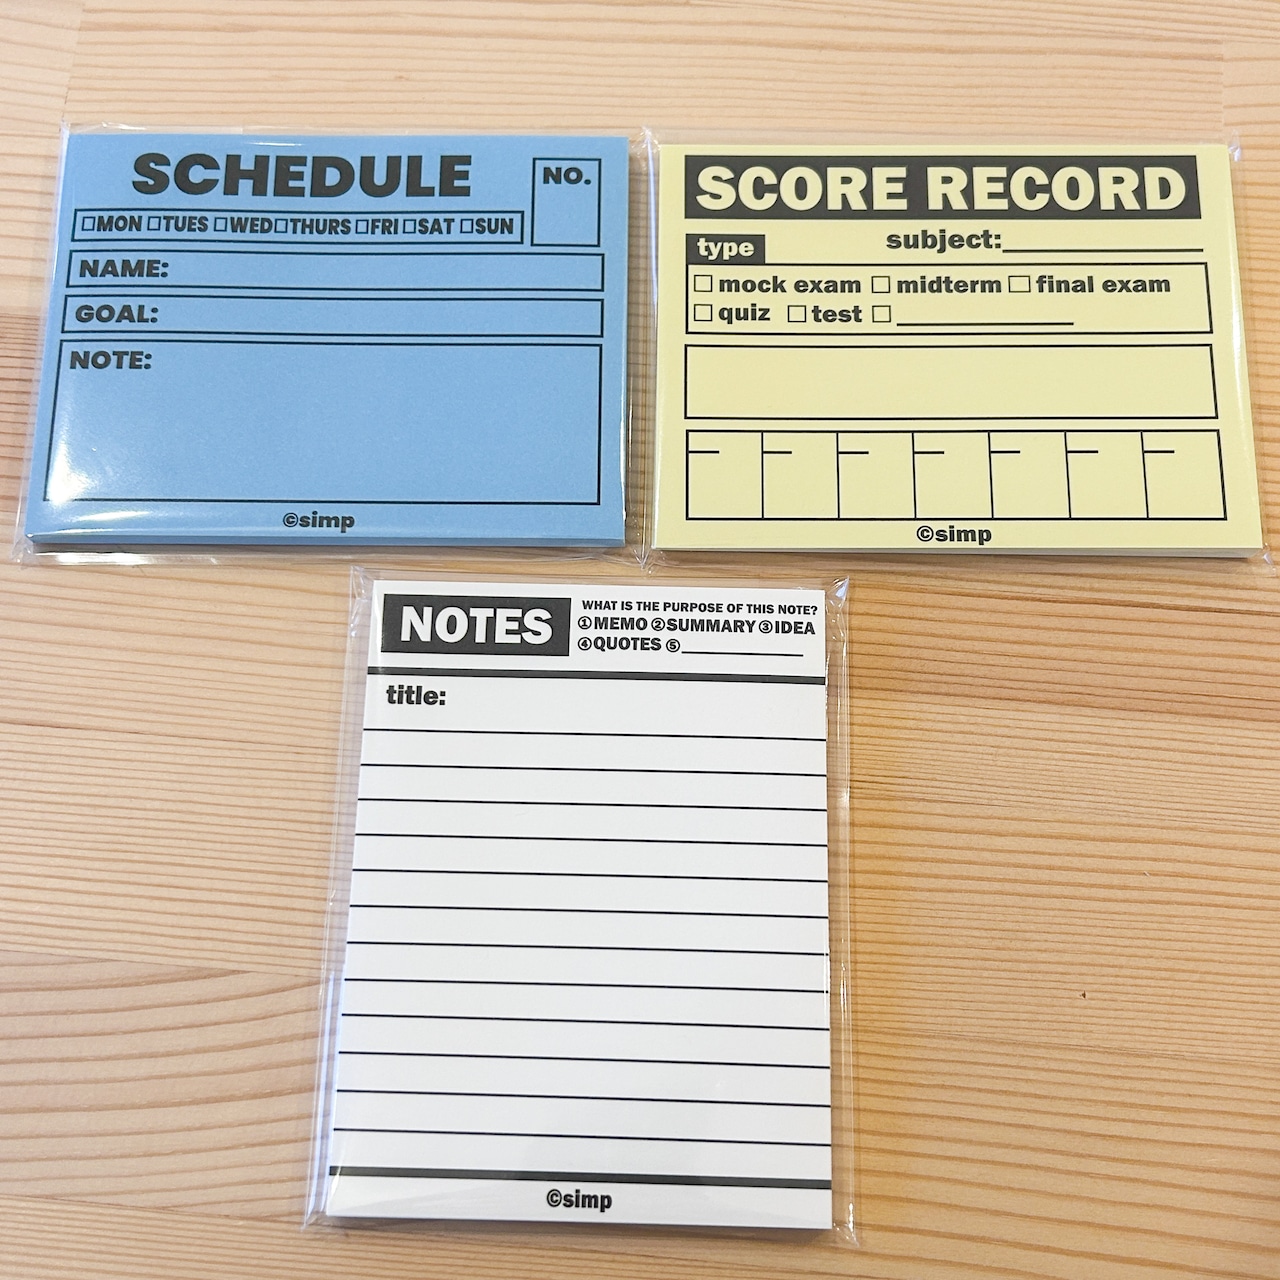 SCHEDULE
NO.
☐MON ☐TUES ☐WED☐THURS ☐FRI☐SAT ☐SUN
NAME:
GOAL:
NOTE:
©simp
SCORE RECORD
type
subject:
☐mock exam ☐midterm ☐final exam
☐quiz ☐test ☐
©simp
NOTES
WHAT IS THE PURPOSE OF THIS NOTE?
①MEMO ②SUMMARY ③IDEA
④QUOTES ⑤
title:
©simp